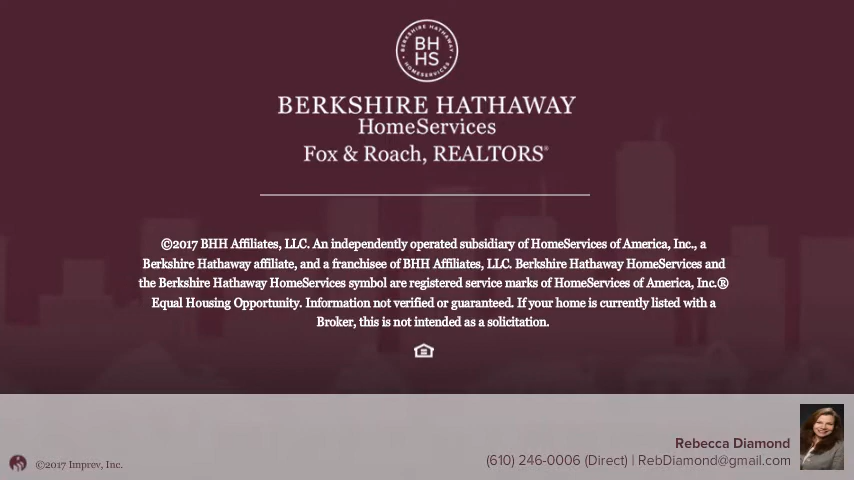 BERKSHIRE HATHAWAY
HOMESERVICES
BH
HS
BERKSHIRE HATHAWAY
HomeServices
Fox & Roach, REALTORS®
©2017 BHH Affiliates, LLC. An independently operated subsidiary of HomeServices of America, Inc., a
Berkshire Hathaway affiliate, and a franchisee of BHH Affiliates, LLC. Berkshire Hathaway HomeServices and
the Berkshire Hathaway HomeServices symbol are registered service marks of HomeServices of America, Inc.®
Equal Housing Opportunity. Information not verified or guaranteed. If your home is currently listed with a
Broker, this is not intended as a solicitation.
Rebecca Diamond
(610) 246-0006 (Direct) | RebDiamond@gmail.com
©2017 Imprev, Inc.